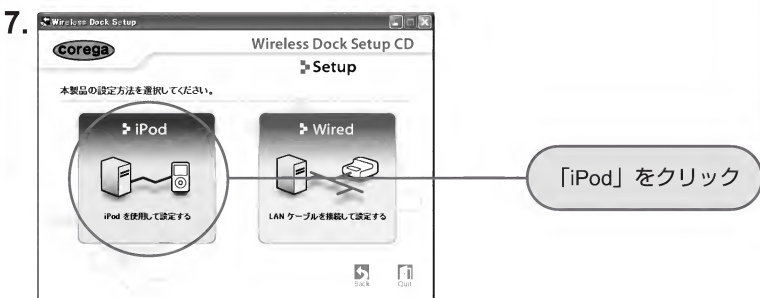 7.
Wireless Dock Setup
corega
Wireless Dock Setup CD
Setup
本製品の設定方法を選択してください。
iPod
Wired
iPod を使用して設定する
LAN ケーブルを接続して設定する
「iPod」をクリック
Back
Quit